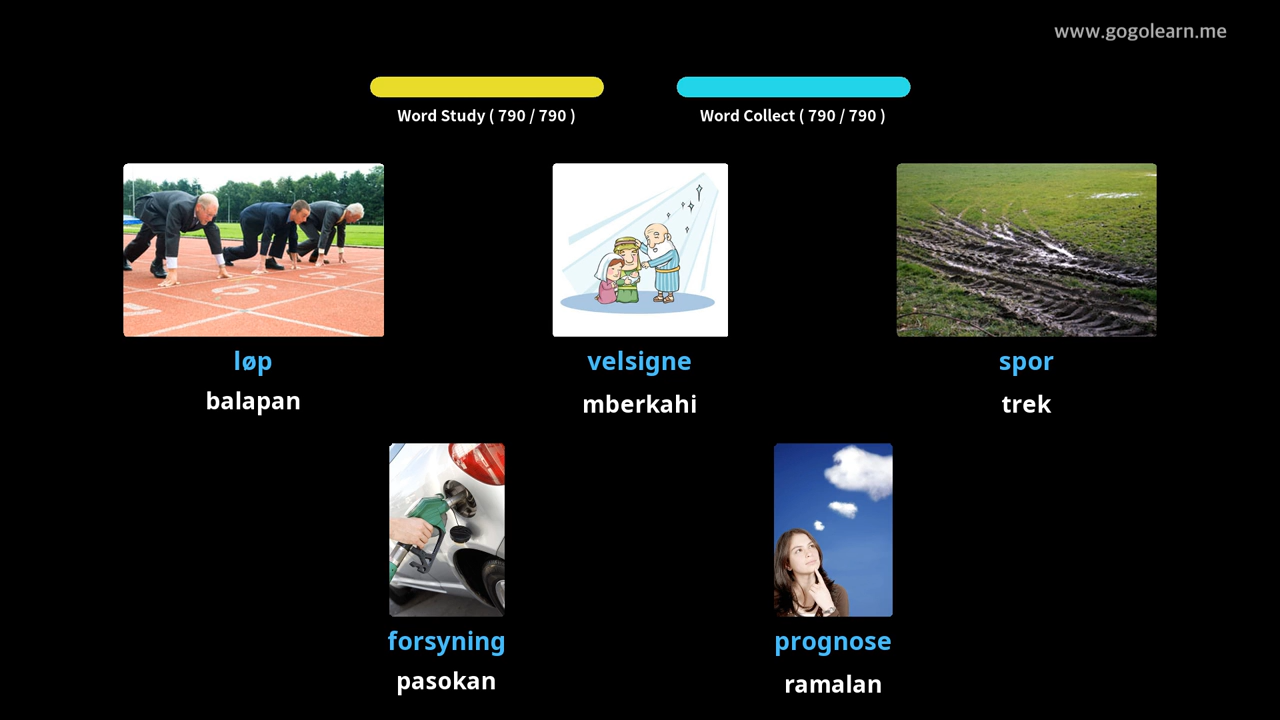 www.gogolearn.me
Word Study ( 790 / 790 )
Word Collect ( 790 / 790 )
løp
velsigne
spor
balapan
mberkahi
trek
forsyning
prognose
pasokan
ramalan